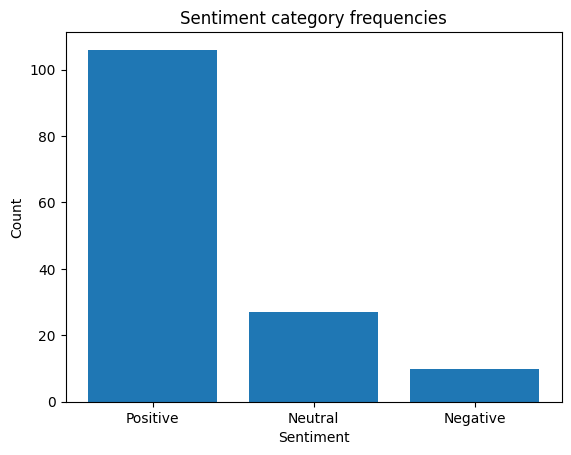 Sentiment category frequencies
100
80
60
40
20
0
Count
Positive Neutral Negative
Sentiment